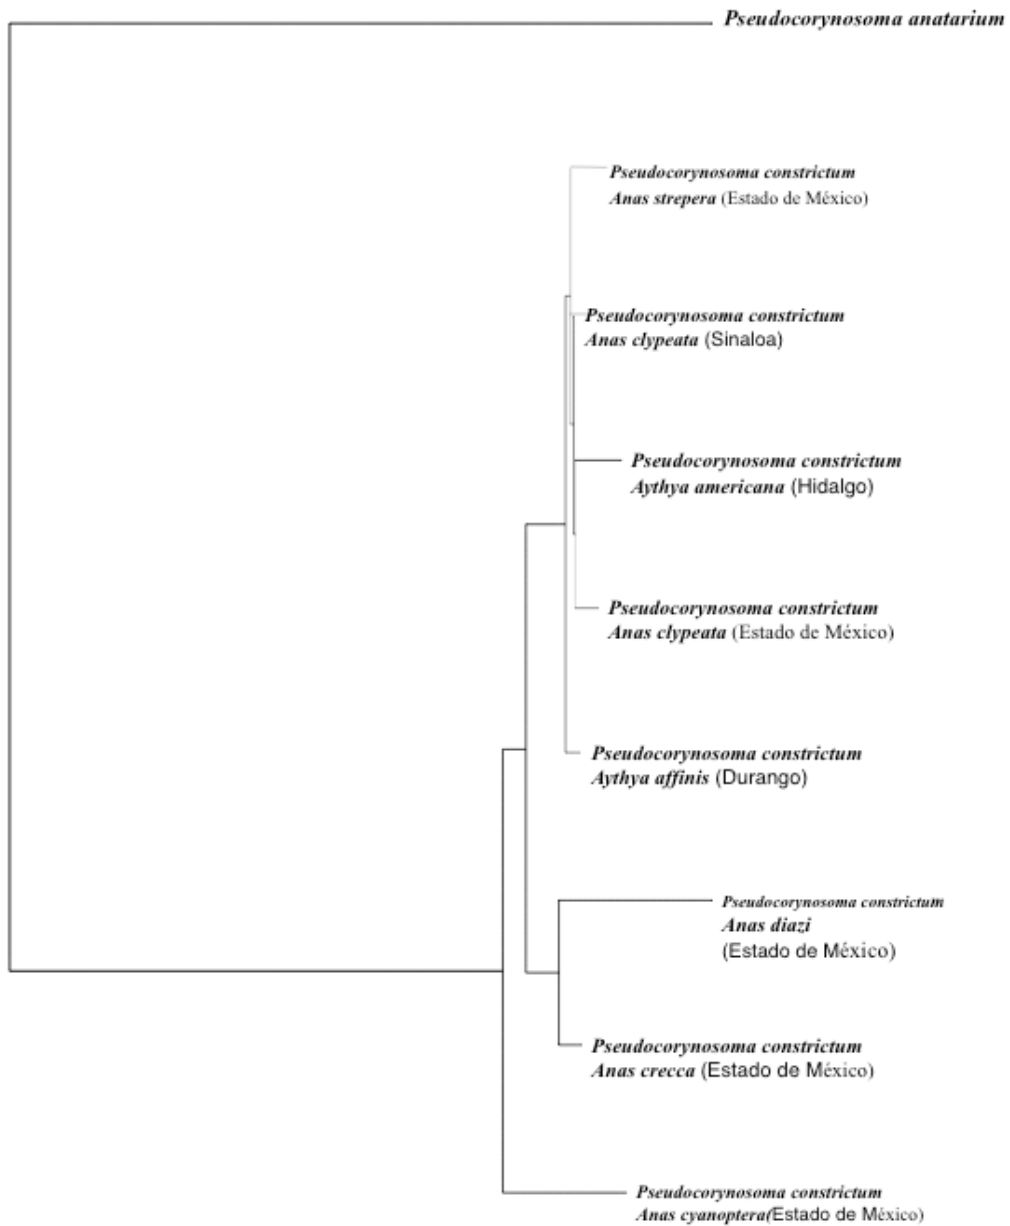 Pseudocorynosoma anatarium
Pseudocorynosoma constrictum
Anas strepera (Estado de México)
Pseudocorynosoma constrictum
Anas clypeata (Sinaloa)
Pseudocorynosoma constrictum
Aythya americana (Hidalgo)
Pseudocorynosoma constrictum
Anas clypeata (Estado de México)
Pseudocorynosoma constrictum
Aythya affinis (Durango)
Pseudocorynosoma constrictum
Anas diazi
(Estado de México)
Pseudocorynosoma constrictum
Anas crecca (Estado de México)
Pseudocorynosoma constrictum
Anas cyanoptera(Estado de México)